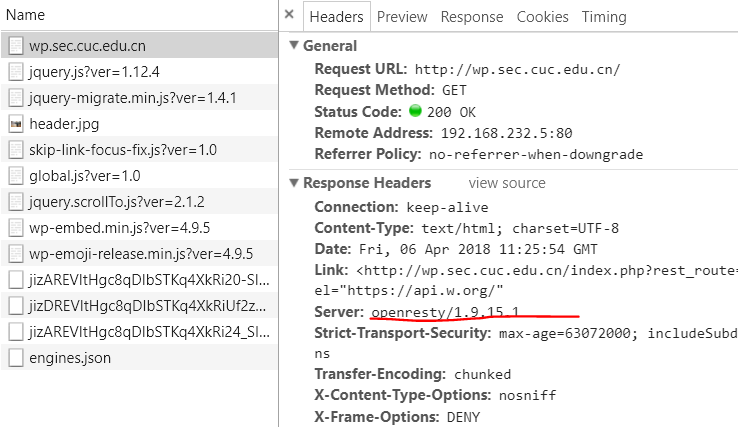 Name
wp.sec.cuc.edu.cn
jquery.js?ver=1.12.4
jquery-migrate.min.js?ver=1.4.1
header.jpg
skip-link-focus-fix.js?ver=1.0
global.js?ver=1.0
jquery.scrollTo.js?ver=2.1.2
wp-embed.min.js?ver=4.9.5
wp-emoji-release.min.js?ver=4.9.5
jizAREVItHgc8qDIbSTKq4XkRi20-SI...
jizDREVItHgc8qDIbSTKq4XkRiUf2z...
jizAREVItHgc8qDIbSTKq4XkRi24_SI...
engines.json
× Headers Preview Response Cookies Timing
▼ General
Request URL: http://wp.sec.cuc.edu.cn/
Request Method: GET
Status Code: 200 OK
Remote Address: 192.168.232.5:80
Referrer Policy: no-referrer-when-downgrade
▼ Response Headers view source
Connection: keep-alive
Content-Type: text/html; charset=UTF-8
Date: Fri, 06 Apr 2018 11:25:54 GMT
Link: <http://wp.sec.cuc.edu.cn/index.php?rest_route=
el="https://api.w.org/"
Server: openresty/1.9.15.1
Strict-Transport-Security: max-age=63072000; includeSubd
ns
Transfer-Encoding: chunked
X-Content-Type-Options: nosniff
X-Frame-Options: DENY